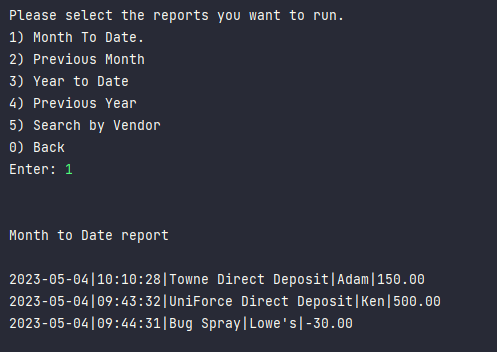 Please select the reports you want to run.
1) Month To Date.
2) Previous Month
3) Year to Date
4) Previous Year
5) Search by Vendor
0) Back
Enter: 1
Month to Date report
2023-05-04|10:10:28|Towne Direct Deposit|Adam|150.00
2023-05-04|09:43:32|UniForce Direct Deposit|Ken|500.00
2023-05-04|09:44:31|Bug Spray|Lowe's|-30.00